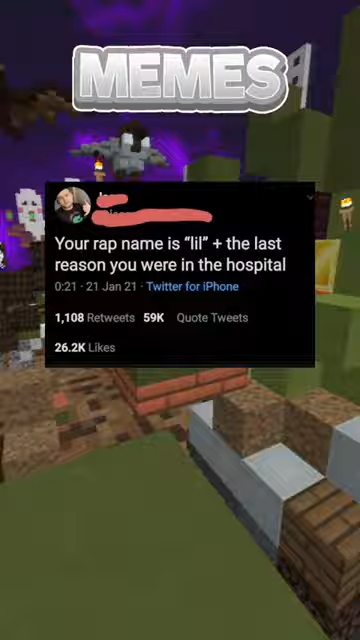 MEMES
Your rap name is “lil” + the last
reason you were in the hospital
0:21 · 21 Jan 21 · Twitter for iPhone
1,108 Retweets 59K Quote Tweets
26.2K Likes